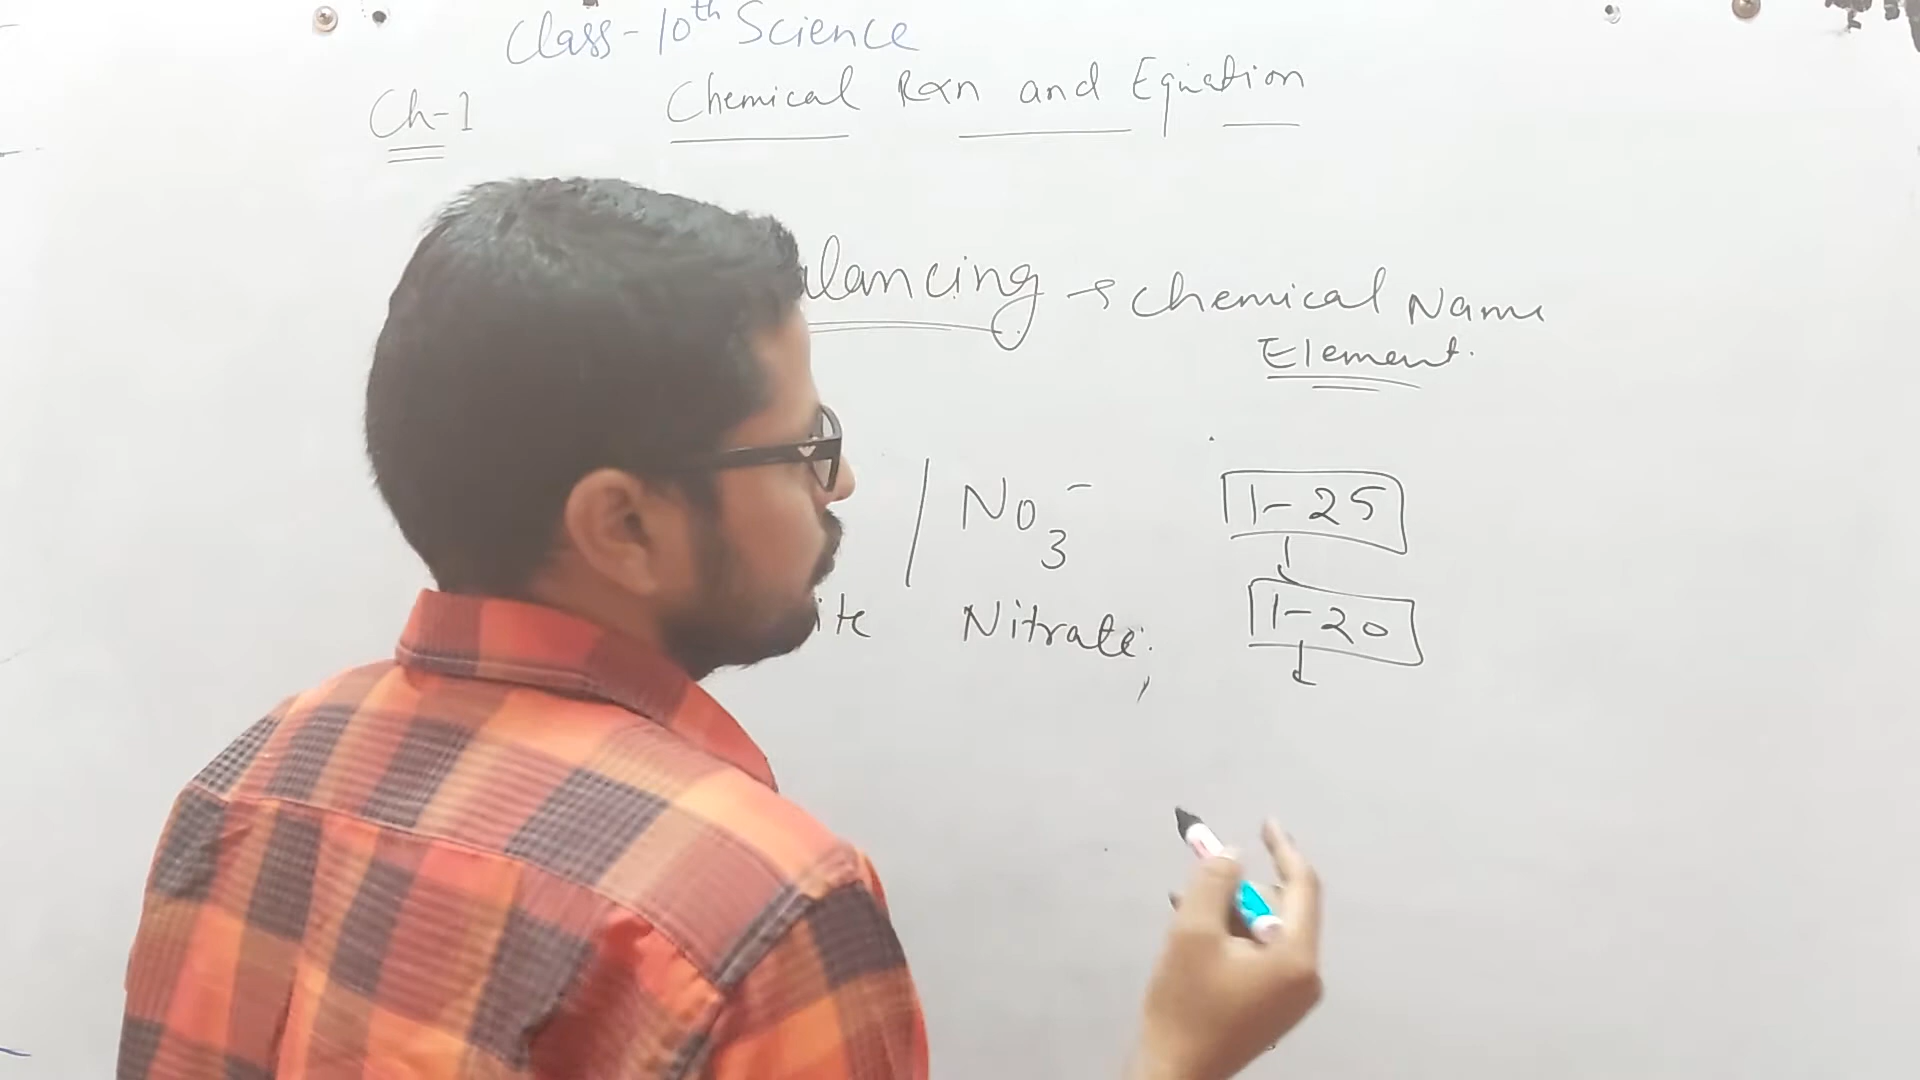 Class-10th Science
Ch-1 Chemical Rxn and Equation
alancing → Chemical Name
Element.
NO3- 1-25
ite Nitrate; 1-20